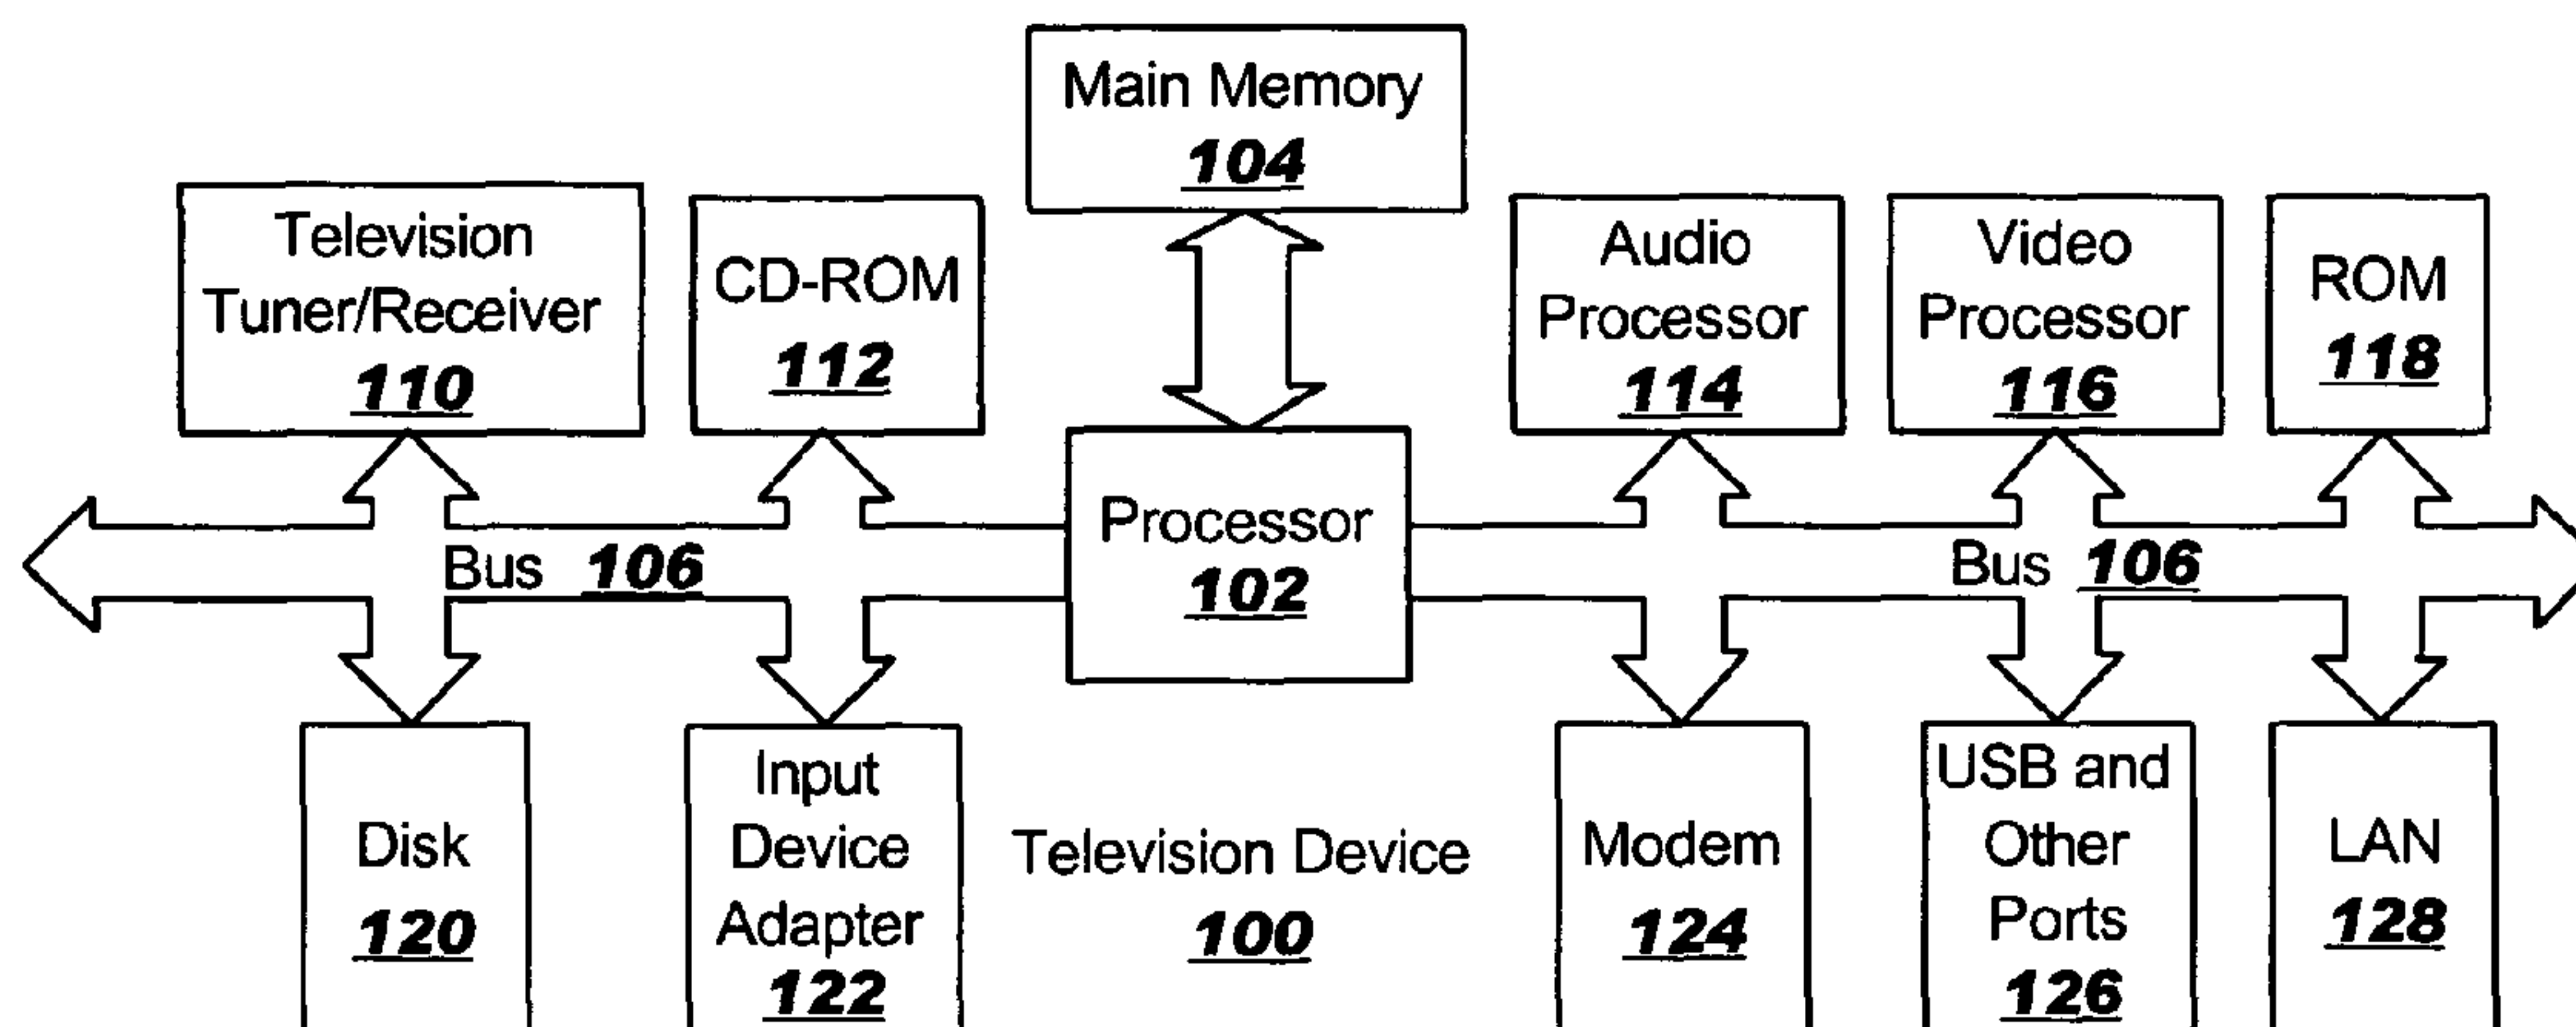 Main Memory
104
Television
Tuner/Receiver
110
CD-ROM
112
Audio
Processor
114
Video
Processor
116
ROM
118
Bus 106
Processor
102
Bus 106
Disk
120
Input
Device
Adapter
122
Television Device
100
Modem
124
USB and
Other
Ports
126
LAN
128